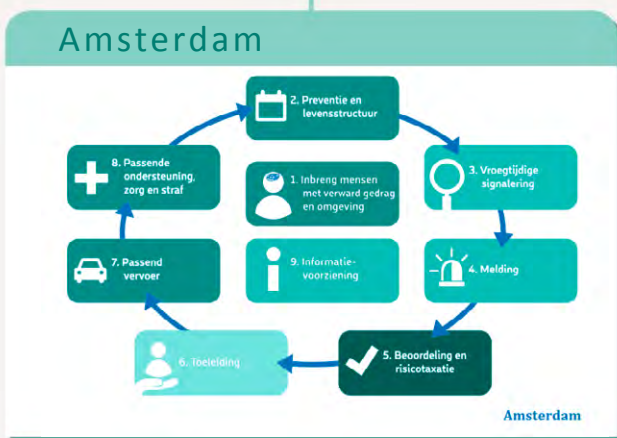 Amsterdam
2. Preventie en
levensstructuur
8. Passende
ondersteuning,
zorg en straf
1. Inbreng mensen
met verward gedrag
en omgeving
3. Vroegtijdige
signalering
7. Passend
vervoer
9. Informatie-
voorziening
4. Melding
6. Toeleiding
5. Beoordeling en
risicotaxatie
Amsterdam